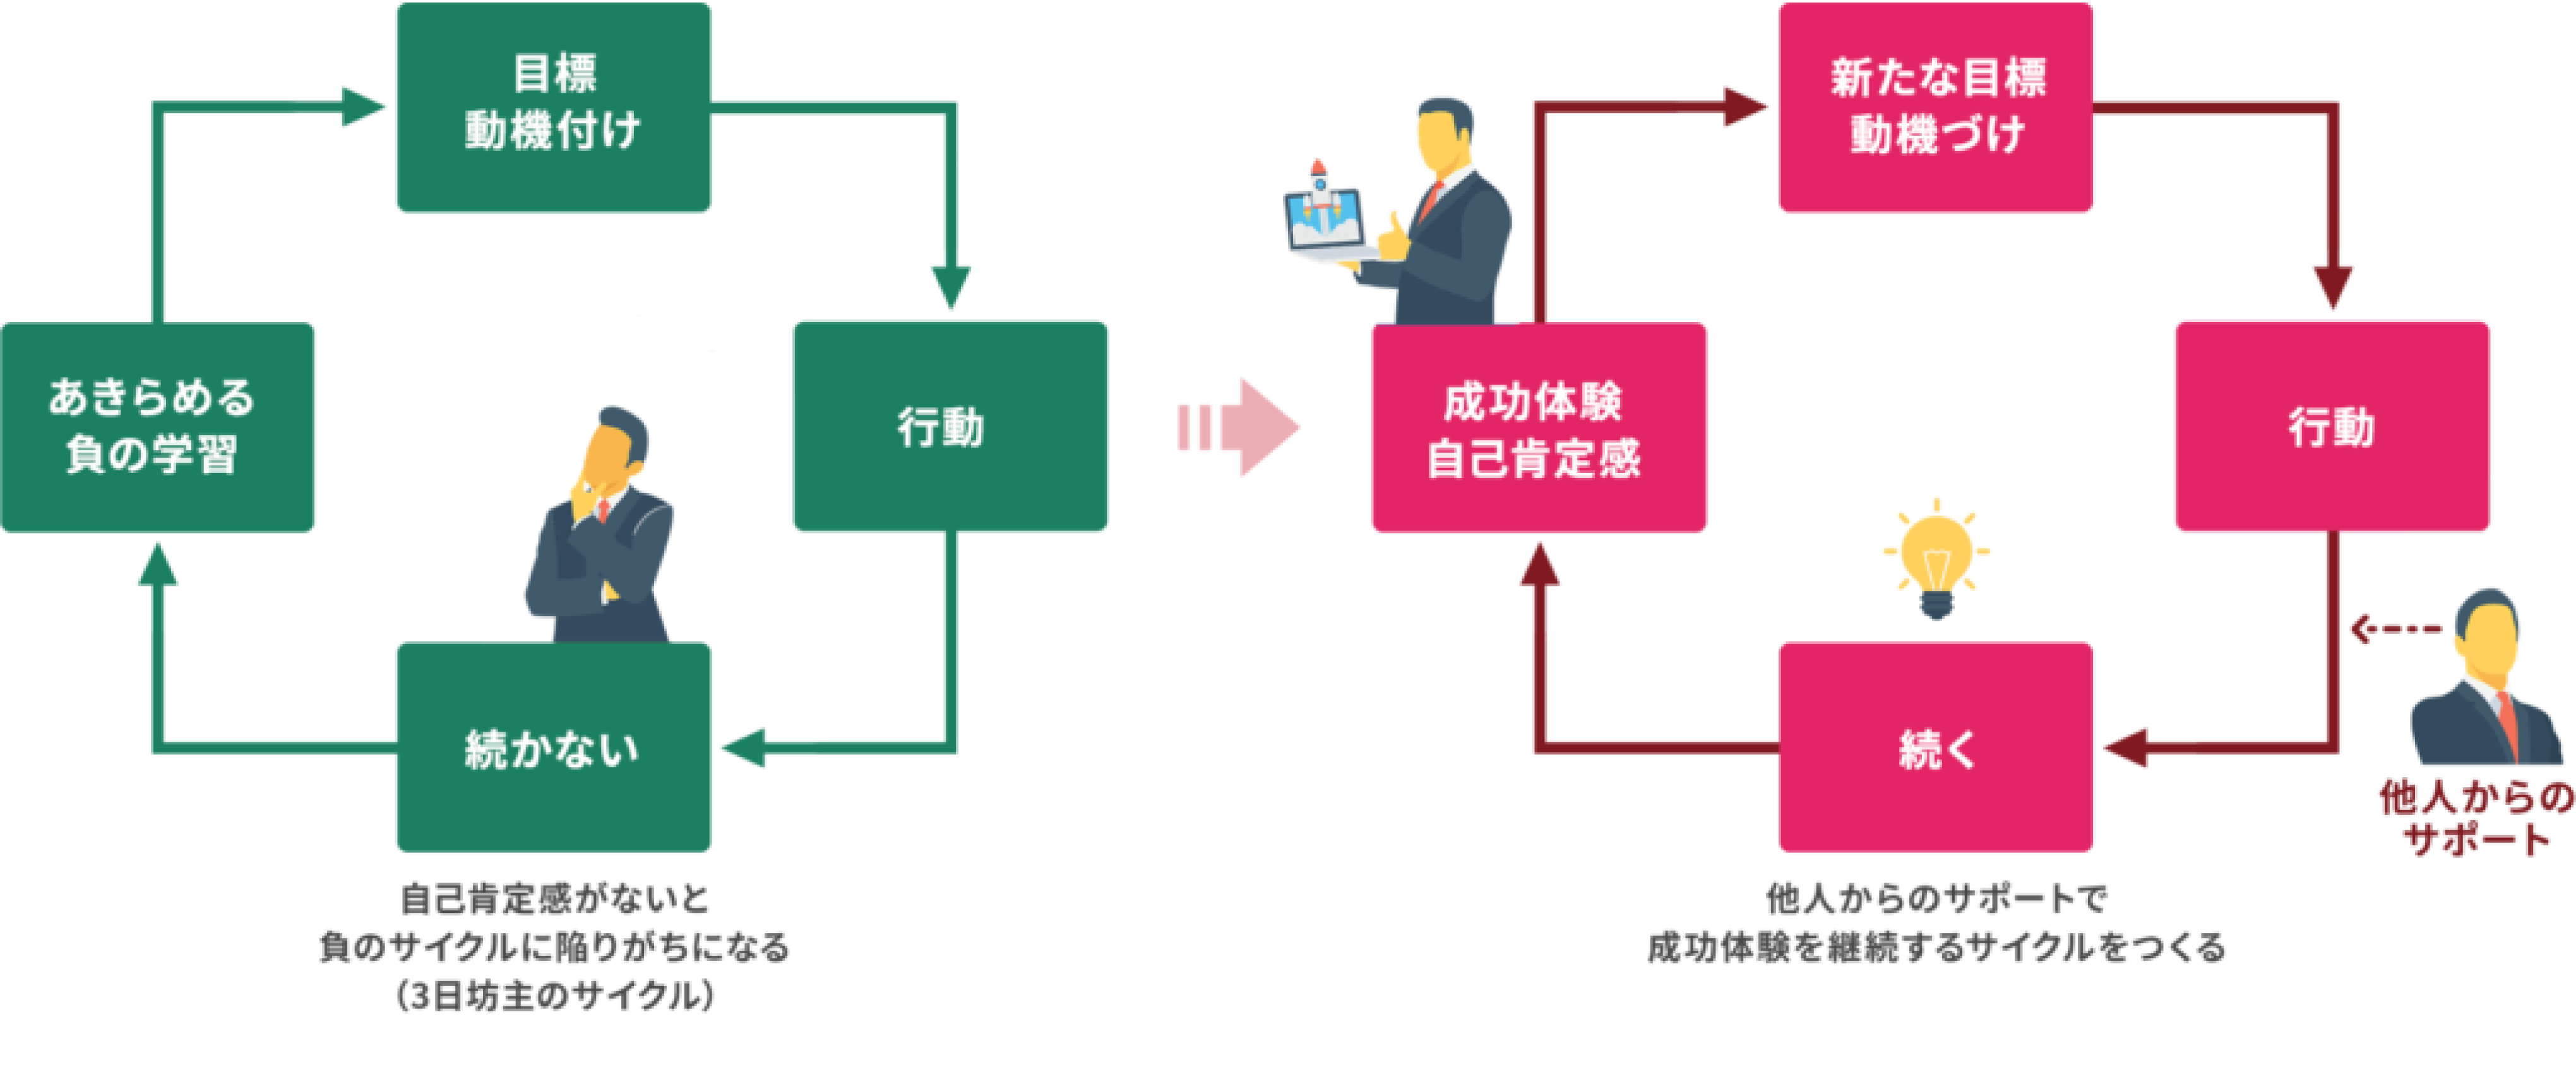 目標
動機付け
行動
続かない
あきらめる
負の学習
自己肯定感がないと
負のサイクルに陥りがちになる
（3日坊主のサイクル）
新たな目標
動機づけ
行動
他人からの
サポート
続く
成功体験
自己肯定感
他人からのサポートで
成功体験を継続するサイクルをつくる